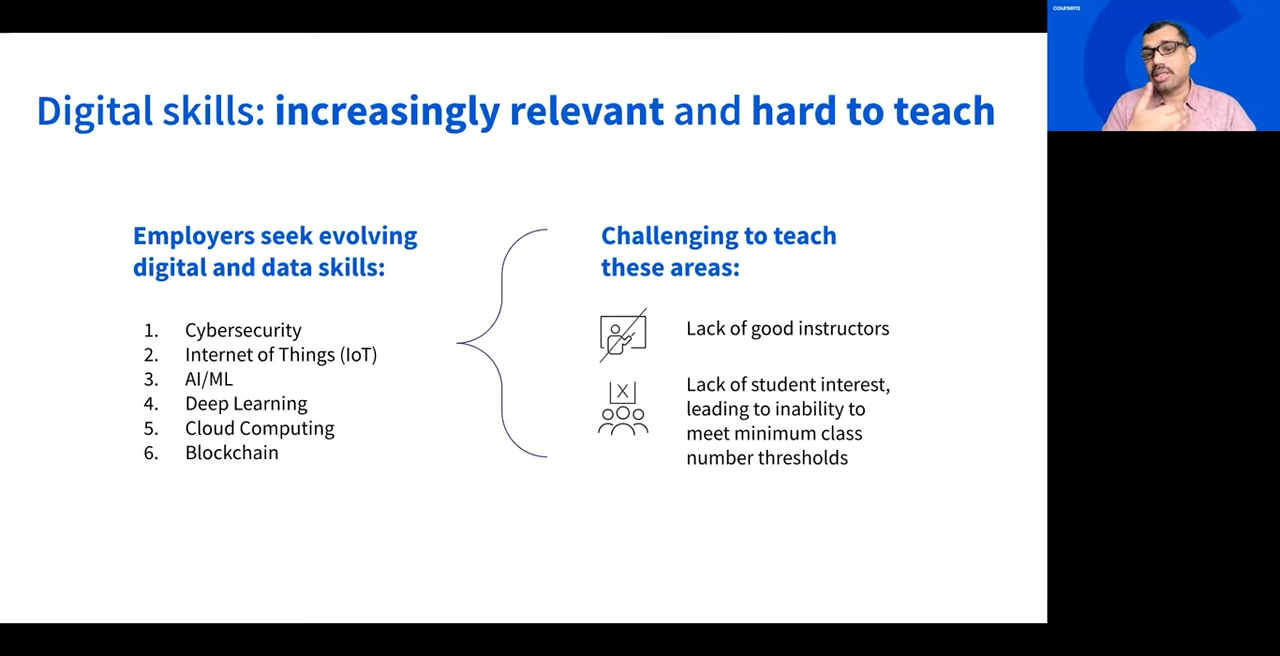 coursera
Digital skills: increasingly relevant and hard to teach
Employers seek evolving
digital and data skills:
1. Cybersecurity
2. Internet of Things (IoT)
3. AI/ML
4. Deep Learning
5. Cloud Computing
6. Blockchain
Challenging to teach
these areas:
Lack of good instructors
X
Lack of student interest,
leading to inability to
meet minimum class
number thresholds